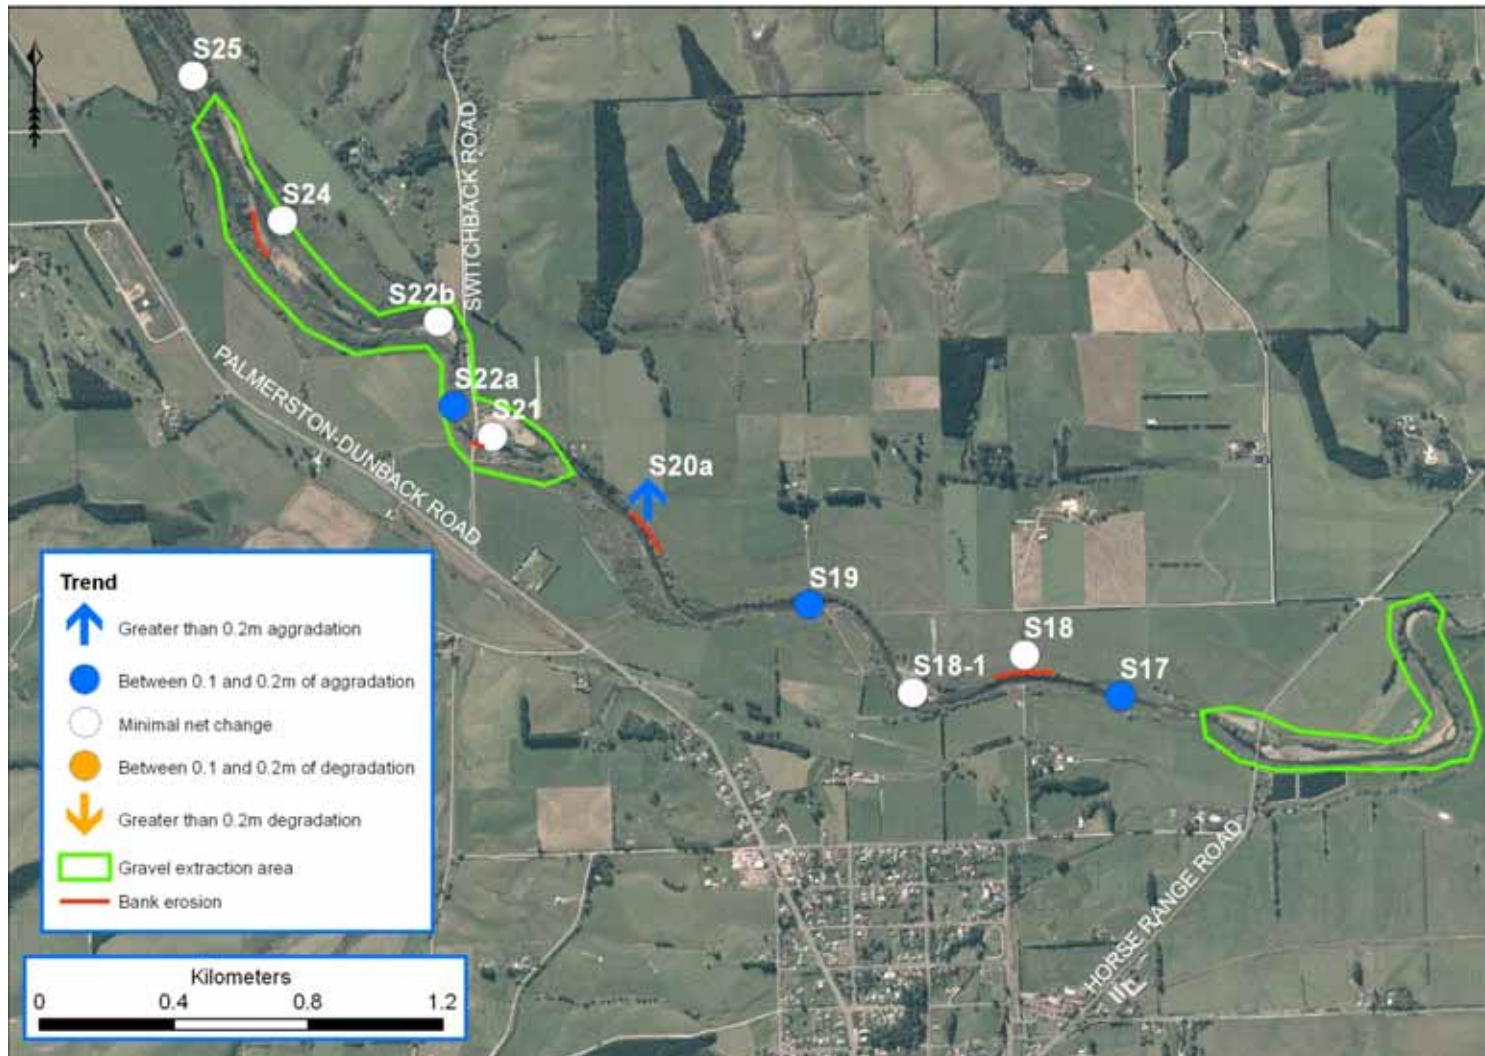 S25
S24
SWITCHBACK ROAD
S22b
S22a
S21
PALMERSTON-DUNBACK ROAD
S20a
S19
S18
S18-1
S17
HORSE RANGE ROAD
Trend
Greater than 0.2m aggradation
Between 0.1 and 0.2m of aggradation
Minimal net change
Between 0.1 and 0.2m of degradation
Greater than 0.2m degradation
Gravel extraction area
Bank erosion
Kilometers
0 0.4 0.8 1.2